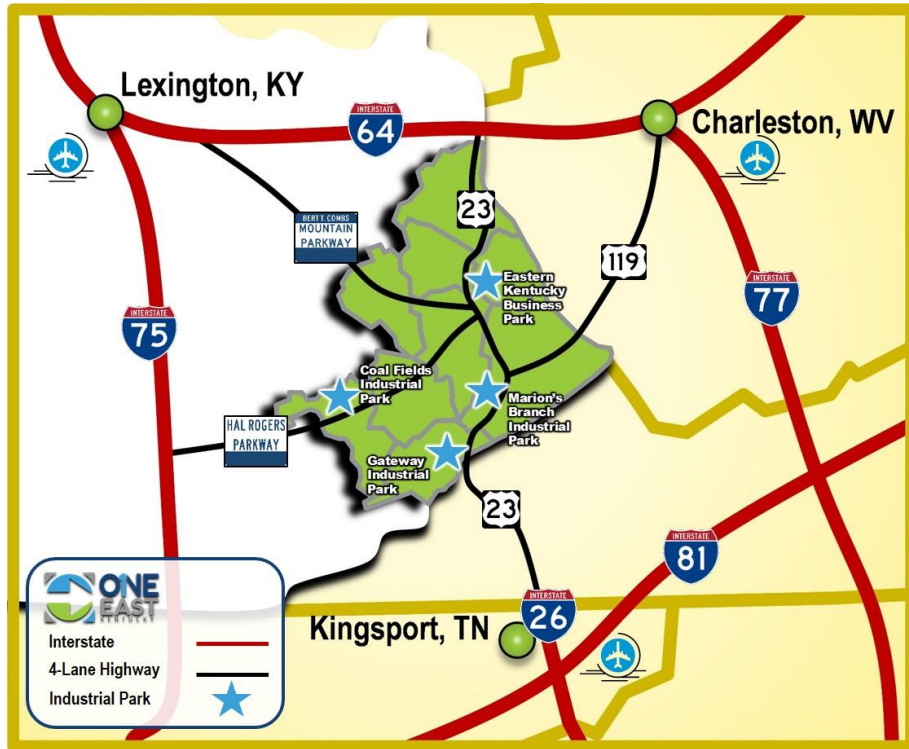 Lexington, KY
INTERSTATE
64
Charleston, WV
23
BERT T. COMBS
MOUNTAIN
PARKWAY
119
Eastern
Kentucky
Business
Park
INTERSTATE
77
INTERSTATE
75
Coal Fields
Industrial
Park
Marion's
Branch
Industrial
Park
HAL ROGERS
PARKWAY
Gateway
Industrial
Park
23
INTERSTATE
81
INTERSTATE
26
Kingsport, TN
ONE
EAST
KENTUCKY
Interstate
4-Lane Highway
Industrial Park